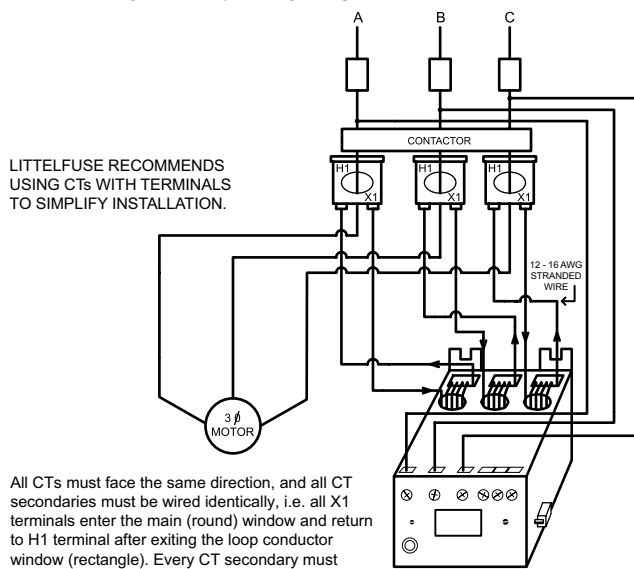 A B C
CONTACTOR
H1 H1 H1
X1 X1 X1
LITTELFUSE RECOMMENDS
USING CTs WITH TERMINALS
TO SIMPLIFY INSTALLATION.
12 - 16 AWG
STRANDED
WIRE
3 ϕ
MOTOR
All CTs must face the same direction, and all CT
secondaries must be wired identically, i.e. all X1
terminals enter the main (round) window and return
to H1 terminal after exiting the loop conductor
window (rectangle). Every CT secondary must